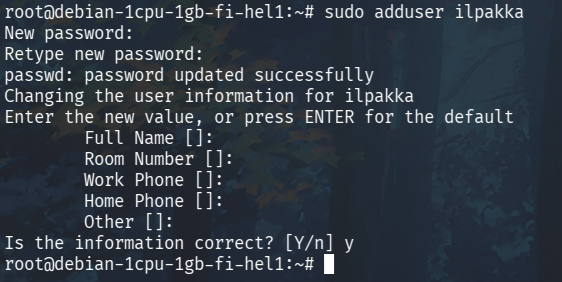 root@debian-1cpu-1gb-fi-hel1:~# sudo adduser ilpakka
New password:
Retype new password:
passwd: password updated successfully
Changing the user information for ilpakka
Enter the new value, or press ENTER for the default
        Full Name []:
        Room Number []:
        Work Phone []:
        Home Phone []:
        Other []:
Is the information correct? [Y/n] y
root@debian-1cpu-1gb-fi-hel1:~#